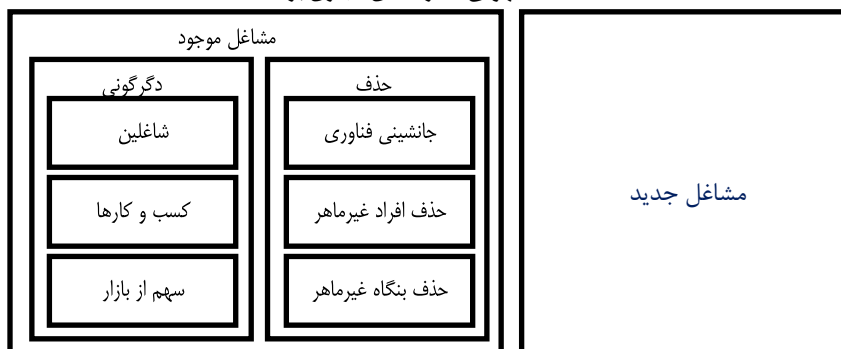 مشاغل موجود
مشاغل جدید
حذف
جانشینی فناوری
حذف افراد غیرماهر
حذف بنگاه غیرماهر
دگرگونی
شاغلین
کسب و کارها
سهم از بازار